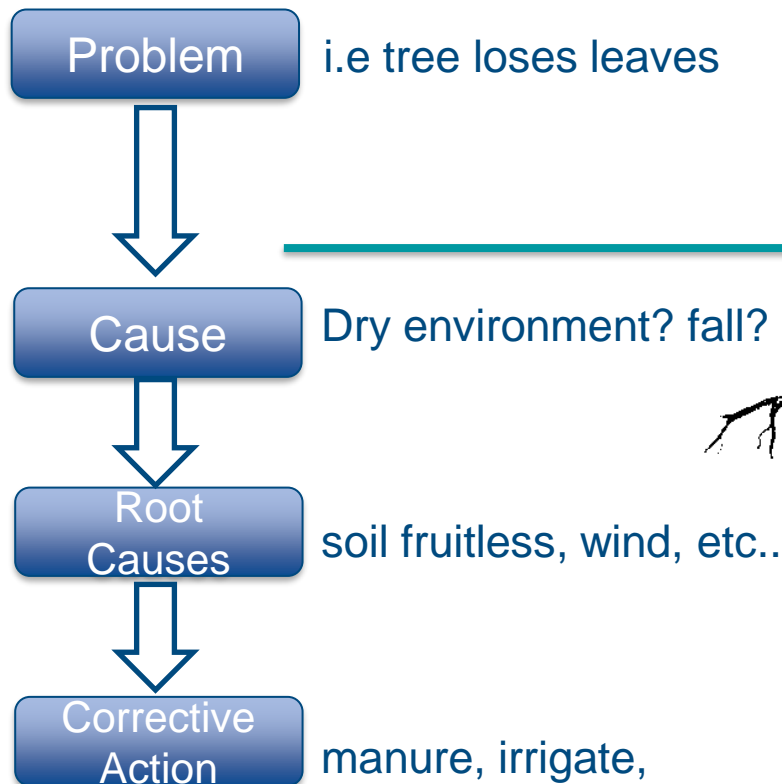 Problem i.e tree loses leaves
Cause Dry environment? fall?
Root
Causes soil fruitless, wind, etc..
Corrective
Action manure, irrigate,